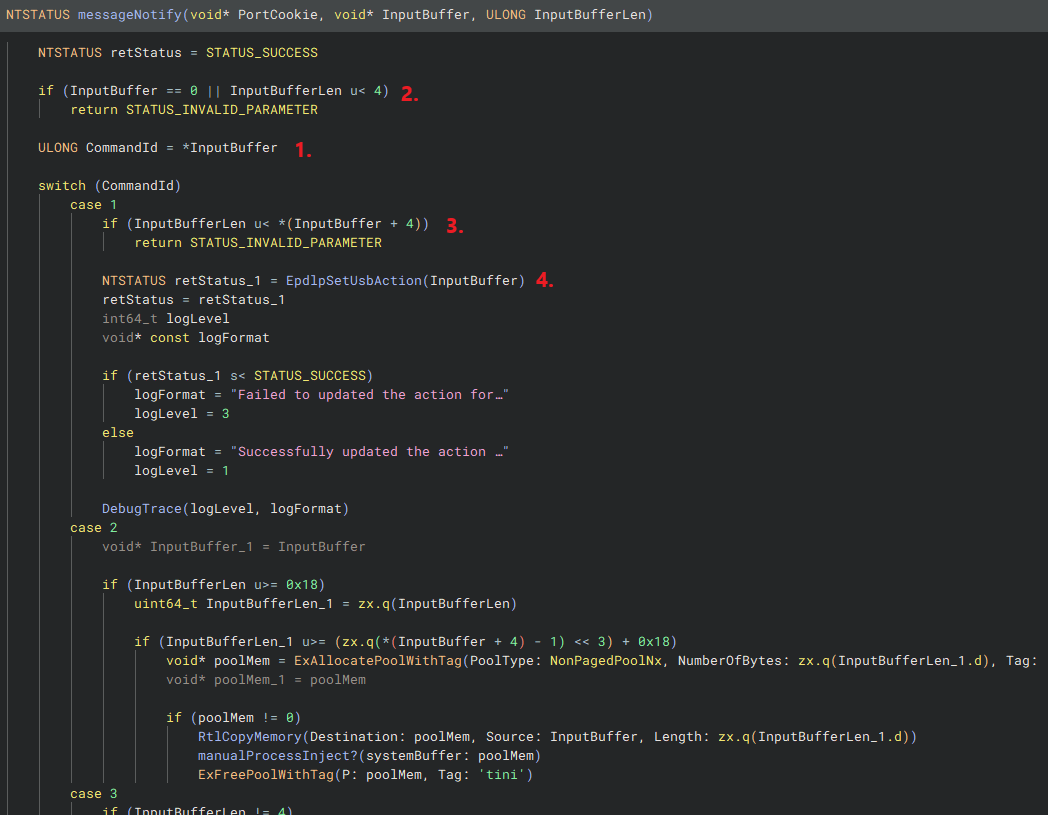 NTSTATUS messageNotify(void* PortCookie, void* InputBuffer, ULONG InputBufferLen)
NTSTATUS retStatus = STATUS_SUCCESS
if (InputBuffer == 0 || InputBufferLen u< 4) 2.
return STATUS_INVALID_PARAMETER
ULONG CommandId = *InputBuffer 1.
switch (CommandId)
case 1
if (InputBufferLen u< *(InputBuffer + 4)) 3.
return STATUS_INVALID_PARAMETER
NTSTATUS retStatus_1 = EpdlpSetUsbAction(InputBuffer) 4.
retStatus = retStatus_1
int64_t logLevel
void* const logFormat
if (retStatus_1 s< STATUS_SUCCESS)
logFormat = "Failed to updated the action for…"
logLevel = 3
else
logFormat = "Successfully updated the action …"
logLevel = 1
DebugTrace(logLevel, logFormat)
case 2
void* InputBuffer_1 = InputBuffer
if (InputBufferLen u>= 0x18)
uint64_t InputBufferLen_1 = zx.q(InputBufferLen)
if (InputBufferLen_1 u>= (zx.q(*(InputBuffer + 4) - 1) << 3) + 0x18)
void* poolMem = ExAllocatePoolWithTag(PoolType: NonPagedPoolNx, NumberOfBytes: zx.q(InputBufferLen_1.d), Tag:
void* poolMem_1 = poolMem
if (poolMem != 0)
RtlCopyMemory(Destination: poolMem, Source: InputBuffer, Length: zx.q(InputBufferLen_1.d))
manualProcessInject?(systemBuffer: poolMem)
ExFreePoolWithTag(P: poolMem, Tag: 'tini')
case 3
if (InputBufferLen != 4)